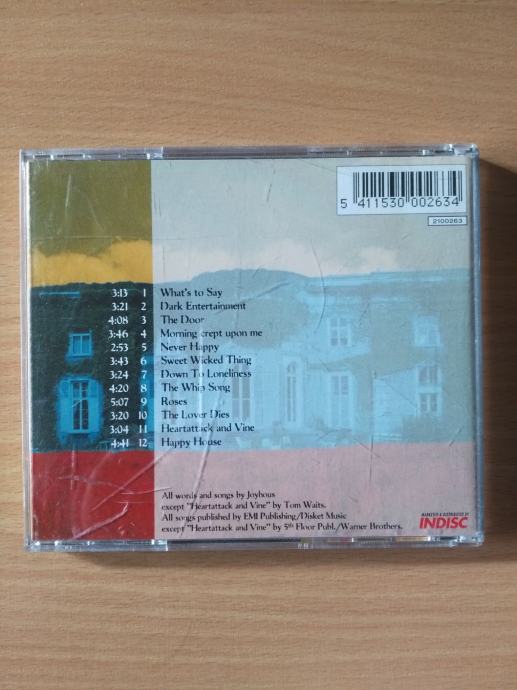 5 411530 002634
2100263
3:13 1 What's to Say
3:21 2 Dark Entertainment
4:08 3 The Door
3:46 4 Morning crept upon me
2:53 5 Never Happy
3:43 6 Sweet Wicked Thing
3:24 7 Down To Loneliness
4:20 8 The Whip Song
5:07 9 Roses
3:20 10 The Lover Dies
3:04 11 Heartattack and Vine
4:41 12 Happy House
All words and songs by Joyhous
except "Heartattack and Vine" by Tom Waits.
All songs published by EMI Publishing/Disket Music
except "Heartattack and Vine" by 5th Floor Publ./Warner Brothers.
MARKETED & DISTRIBUTED BY
INDISC